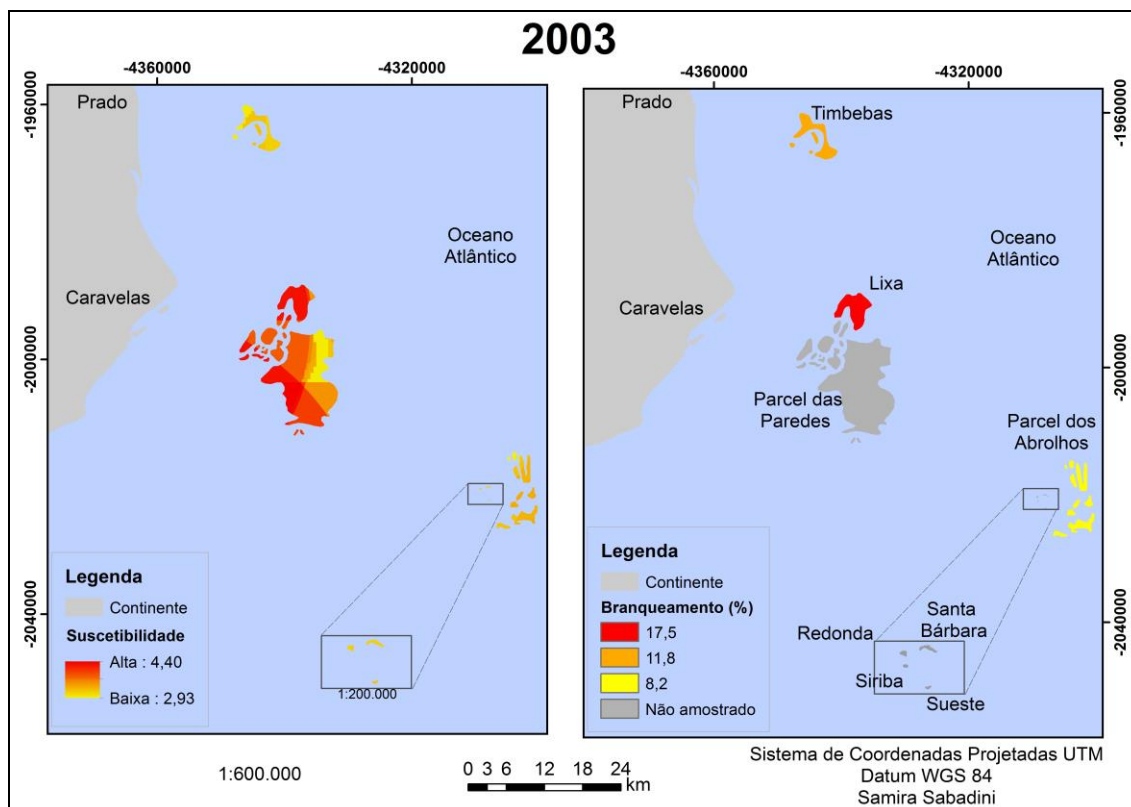 2003
-4360000
-4320000
-1960000
-2000000
-2040000
Prado
Caravelas
Oceano
Atlântico
Legenda
Continente
Suscetibilidade
Alta : 4,40
Baixa : 2,93
1:200.000
-4360000
-4320000
-1960000
-2000000
-2040000
Prado
Timbebas
Oceano
Atlântico
Lixa
Caravelas
Parcel das
Paredes
Parcel dos
Abrolhos
Legenda
Continente
Branqueamento (%)
17,5
11,8
8,2
Não amostrado
Santa
Bárbara
Redonda
Siriba
Sueste
1:600.000
0 3 6 12 18 24
km
Sistema de Coordenadas Projetadas UTM
Datum WGS 84
Samira Sabadini